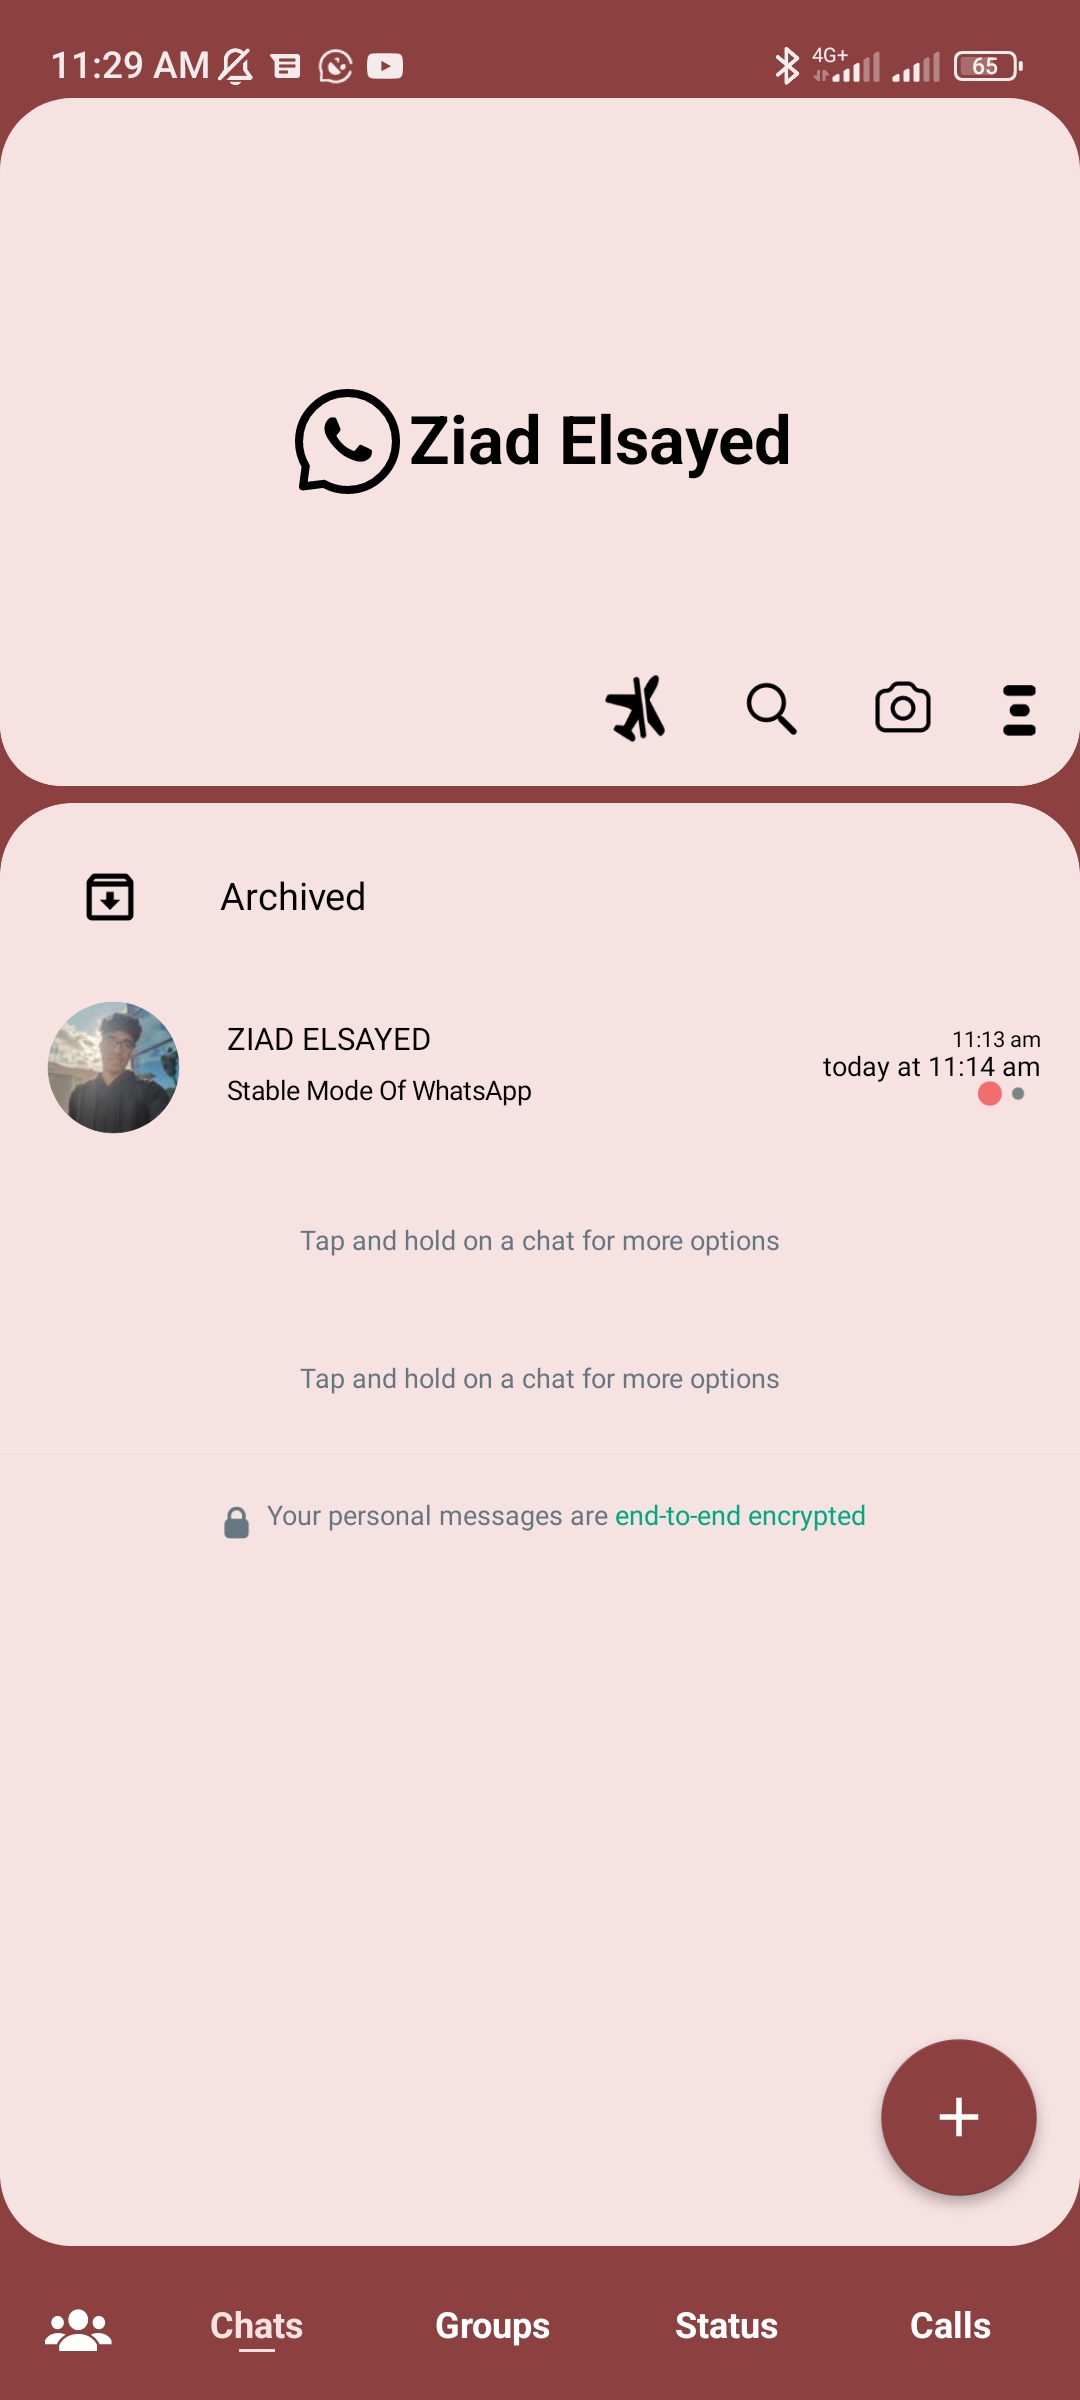 11:29 AM
4G+
65
Ziad Elsayed
Archived
ZIAD ELSAYED
11:13 am
Stable Mode Of WhatsApp
today at 11:14 am
Tap and hold on a chat for more options
Tap and hold on a chat for more options
Your personal messages are end-to-end encrypted
Chats
Groups
Status
Calls